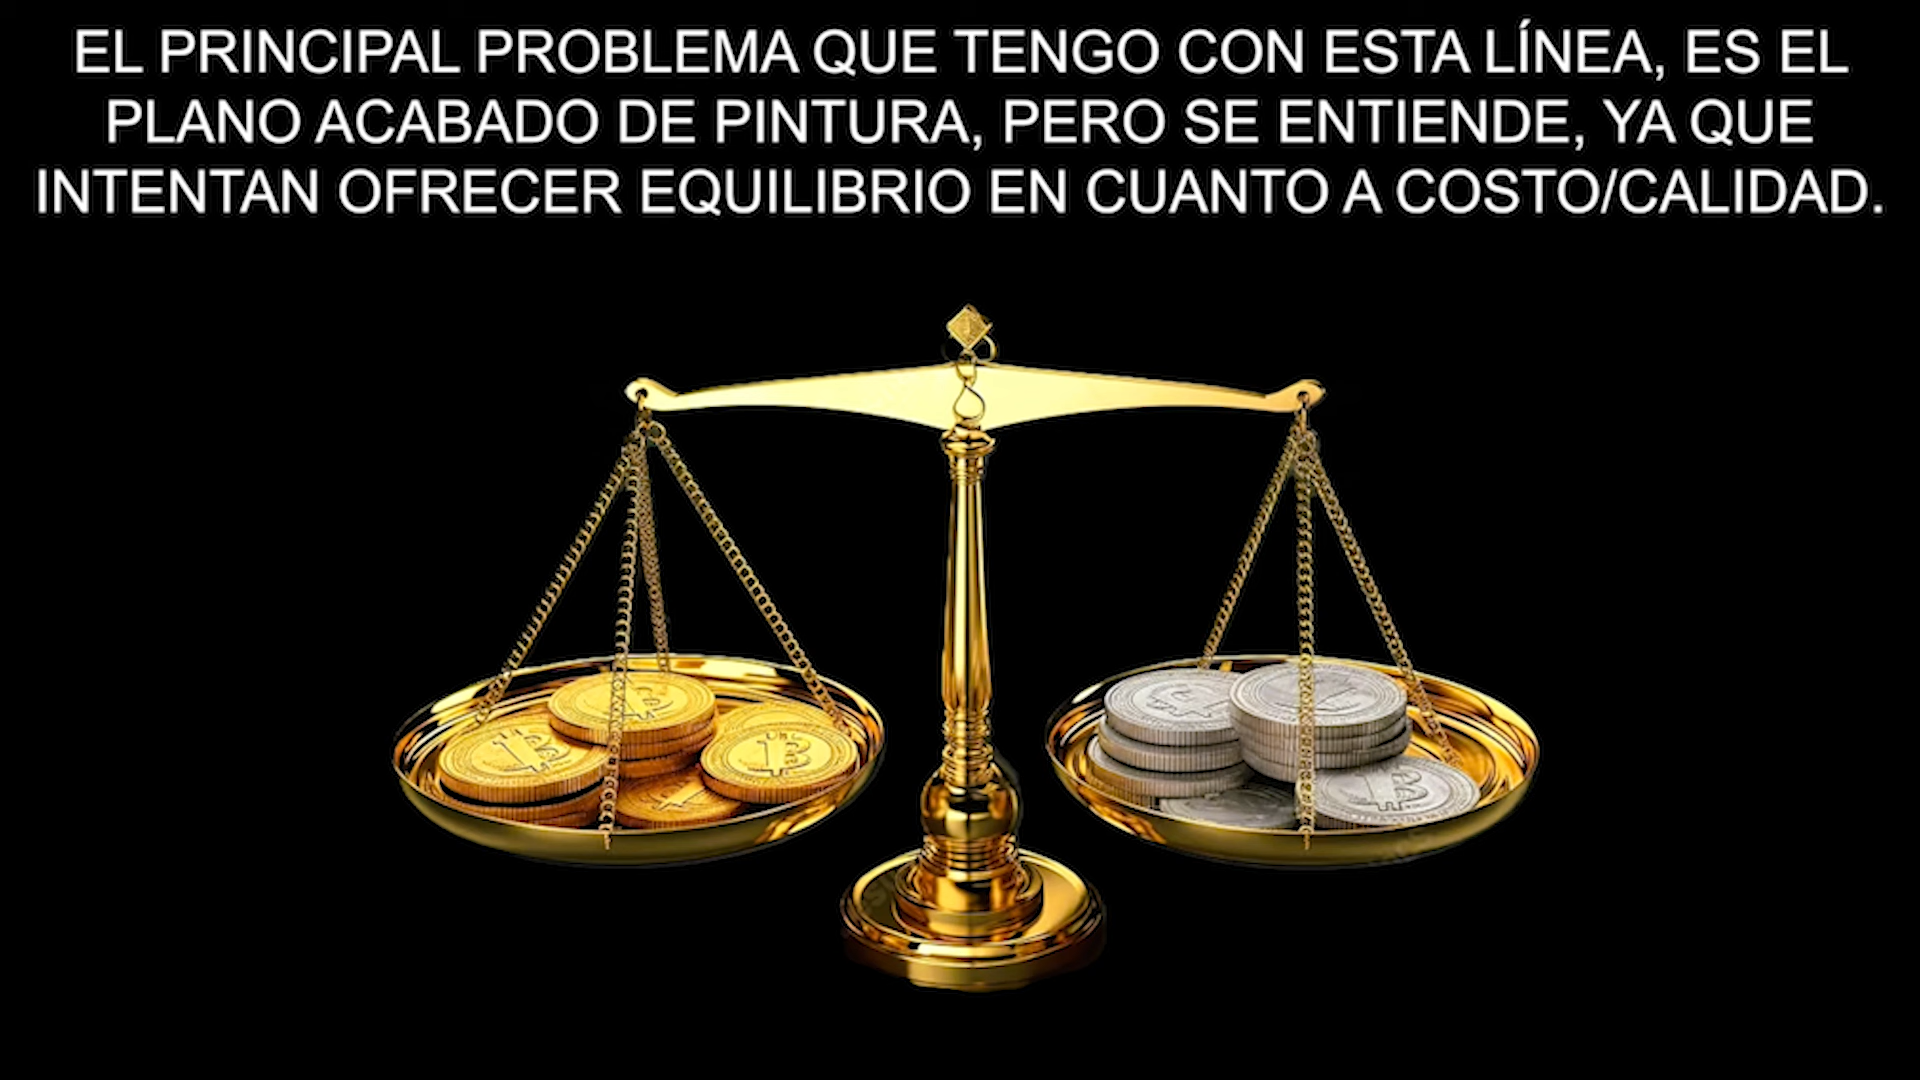 EL PRINCIPAL PROBLEMA QUE TENGO CON ESTA LÍNEA, ES EL
PLANO ACABADO DE PINTURA, PERO SE ENTIENDE, YA QUE
INTENTAN OFRECER EQUILIBRIO EN CUANTO A COSTO/CALIDAD.